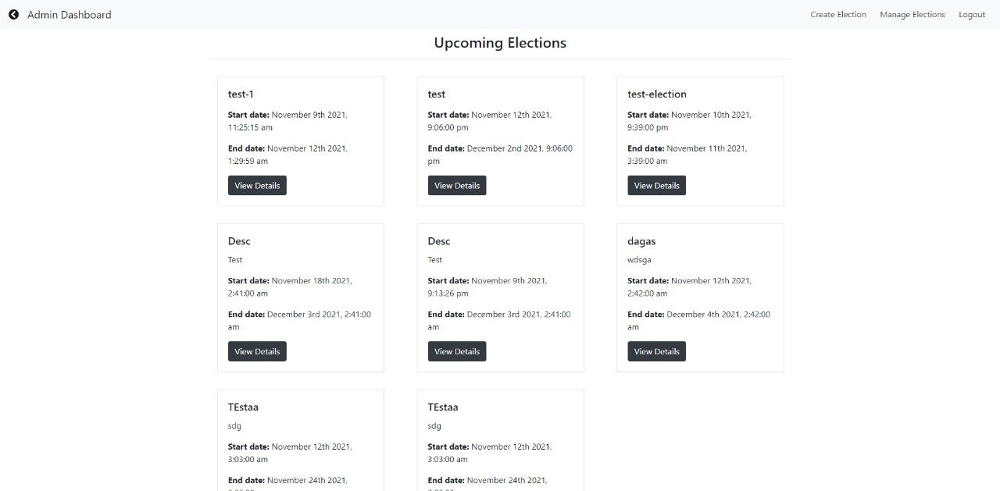 Admin Dashboard
Create Election
Manage Elections
Logout
Upcoming Elections
test-1
Start date: November 9th 2021,
11:25:15 am
End date: November 12th 2021,
1:29:59 am
View Details
test
Start date: November 12th 2021,
9:06:00 pm
End date: December 2nd 2021, 9:06:00
pm
View Details
test-election
Start date: November 10th 2021,
9:39:00 pm
End date: November 11th 2021,
3:39:00 am
View Details
Desc
Test
Start date: November 18th 2021,
2:41:00 am
End date: December 3rd 2021, 2:41:00
am
View Details
Desc
Test
Start date: November 9th 2021,
9:13:26 pm
End date: December 3rd 2021, 2:41:00
am
View Details
dagas
wdsga
Start date: November 12th 2021,
2:42:00 am
End date: December 4th 2021, 2:42:00
am
View Details
TEstaa
sdg
Start date: November 12th 2021,
3:03:00 am
End date: November 24th 2021,
TEstaa
sdg
Start date: November 12th 2021,
3:03:00 am
End date: November 24th 2021,